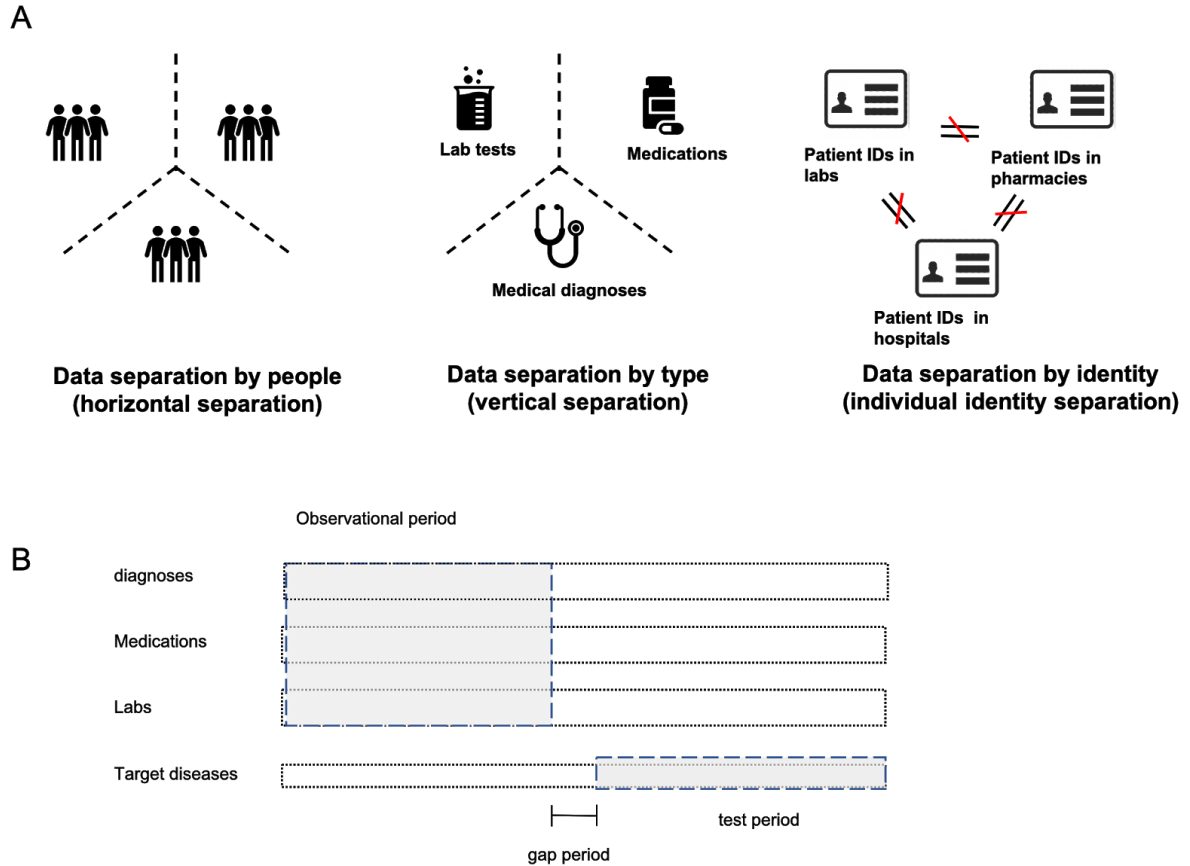 A
Lab tests
Medications
Medical diagnoses
Patient IDs in
labs
Patient IDs in
pharmacies
Patient IDs  in
hospitals
Data separation by people
(horizontal separation)
Data separation by type
(vertical separation)
Data separation by identity
(individual identity separation)
Observational period
B
diagnoses
Medications
Labs
Target diseases
test period
gap period